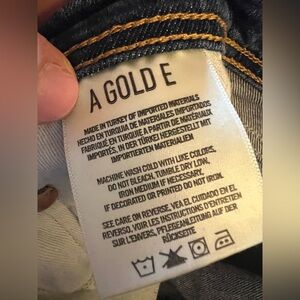 A GOLD E
MADE IN TURKEY OF IMPORTED MATERIALS
HECHO EN TURQUIA DE MATERIALES IMPORTADOS
FABRIQUÉ EN TURQUIE A PARTIR DE MATÉRIAUX
IMPORTÉS, IN DER TÜRKEI HERGESTELLT MIT
IMPORTIERTEN MATERIALIEN
MACHINE WASH COLD WITH LIKE COLORS,
DO NOT BLEACH, TUMBLE DRY LOW,
IRON MEDIUM IF NECESSARY.
IF DECORATED OR PRINTED DO NOT IRON.
SEE CARE ON REVERSE, VEA EL CUIDADO EN EL
REVERSO, VOIR LES INSTRUCTIONS D'ENTRETIEN
SUR L'ENVERS, PFLEGEANLEITUNG AUF DER
RÜCKSEITE